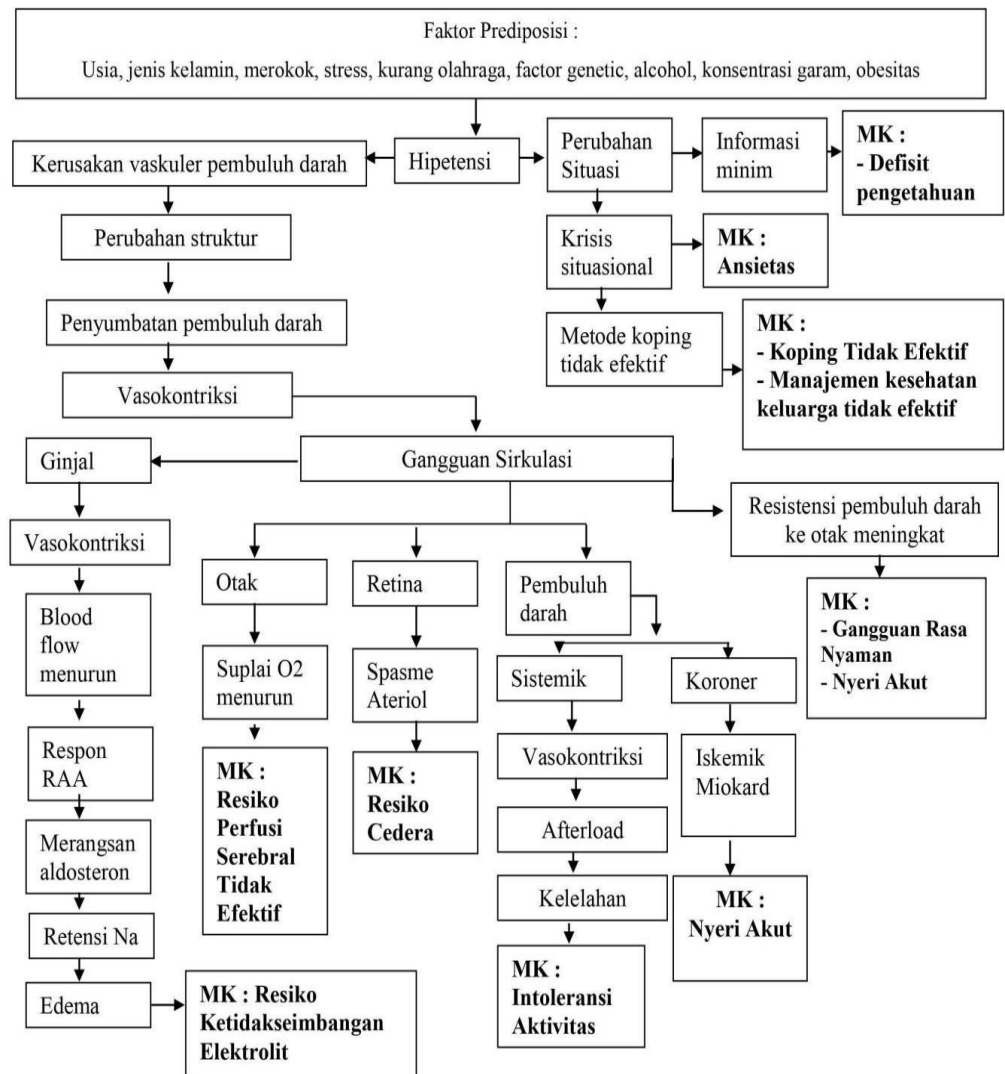 Faktor Prediposisi :
Usia, jenis kelamin, merokok, stress, kurang olahraga, factor genetic, alcohol, konsentrasi garam, obesitas
Kerusakan vaskuler pembuluh darah
Hipetensi
Perubahan
Situasi
Informasi
minim
MK :
- Defisit
pengetahuan
Perubahan struktur
Krisis
situasional
MK :
Ansietas
Penyumbatan pembuluh darah
Metode koping
tidak efektif
MK :
- Koping Tidak Efektif
- Manajemen kesehatan
keluarga tidak efektif
Vasokontriksi
Gangguan Sirkulasi
Ginjal
Vasokontriksi
Blood
flow
menurun
Respon
RAA
Merangsan
aldosteron
Retensi Na
Edema
MK : Resiko
Ketidakseimbangan
Elektrolit
Otak
Suplai O2
menurun
MK :
Resiko
Perfusi
Serebral
Tidak
Efektif
Retina
Spasme
Ateriol
MK :
Resiko
Cedera
Pembuluh
darah
Sistemik
Vasokontriksi
Afterload
Kelelahan
MK :
Intoleransi
Aktivitas
Koroner
Iskemik
Miokard
MK :
Nyeri Akut
Resistensi pembuluh darah
ke otak meningkat
MK :
- Gangguan Rasa
Nyaman
- Nyeri Akut